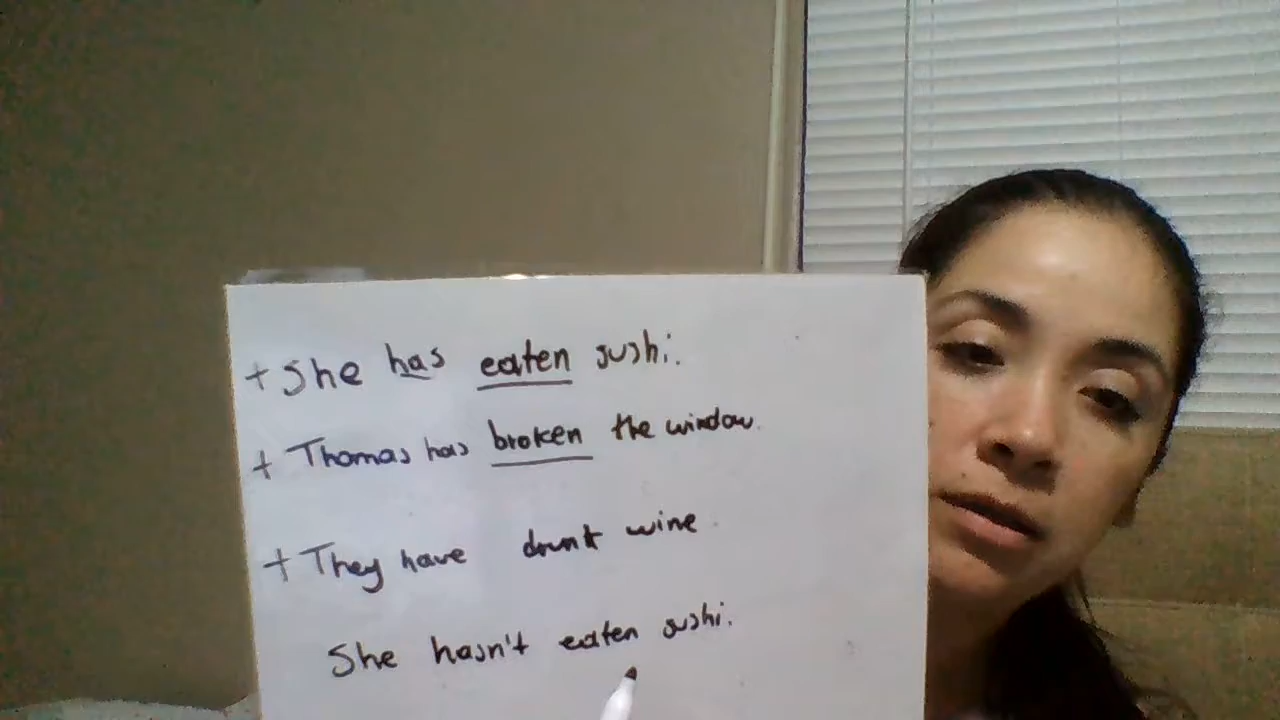 + She has eaten sushi.
+ Thomas has broken the window.
+ They have drunk wine.
She hasn't eaten sushi.